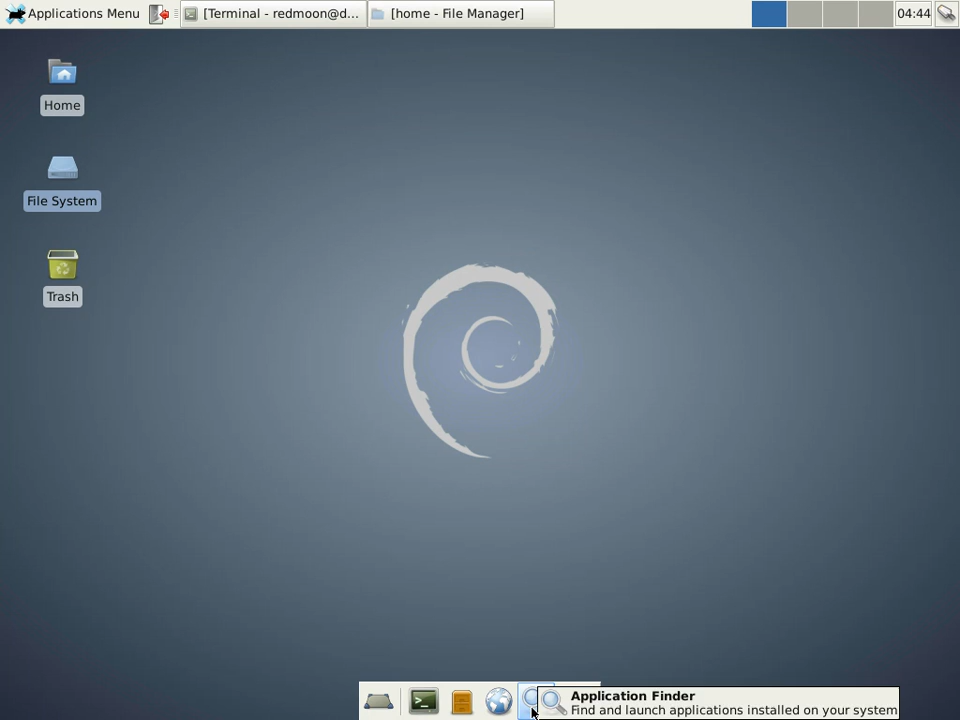 Applications Menu
[Terminal - redmoon@d...
[home - File Manager]
04:44
Home
File System
Trash
Application Finder
Find and launch applications installed on your system